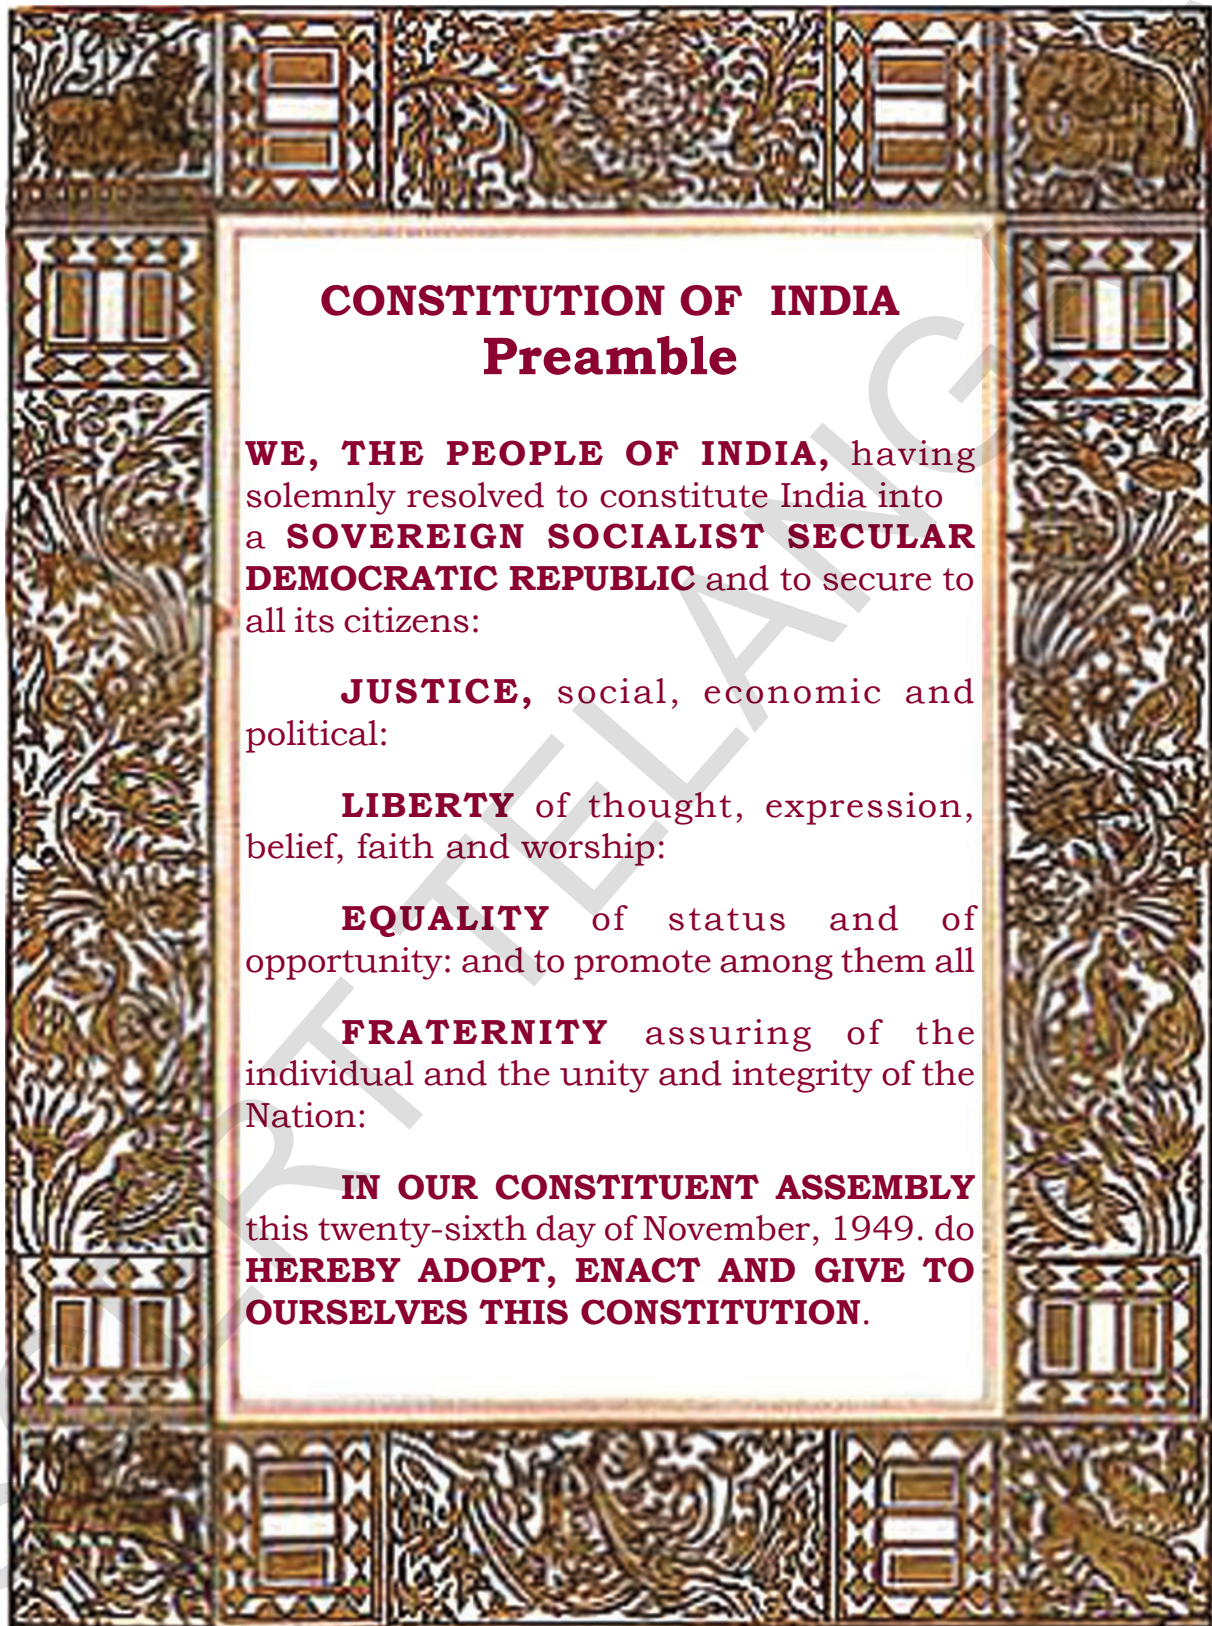 CONSTITUTION OF INDIA
Preamble
WE, THE PEOPLE OF INDIA, having
solemnly resolved to constitute India into
a SOVEREIGN SOCIALIST SECULAR
DEMOCRATIC REPUBLIC and to secure to
all its citizens:
JUSTICE, social, economic and
political:
LIBERTY of thought, expression,
belief, faith and worship:
EQUALITY of status and of
opportunity: and to promote among them all
FRATERNITY assuring of the
individual and the unity and integrity of the
Nation:
IN OUR CONSTITUENT ASSEMBLY
this twenty-sixth day of November, 1949. do
HEREBY ADOPT, ENACT AND GIVE TO
OURSELVES THIS CONSTITUTION.